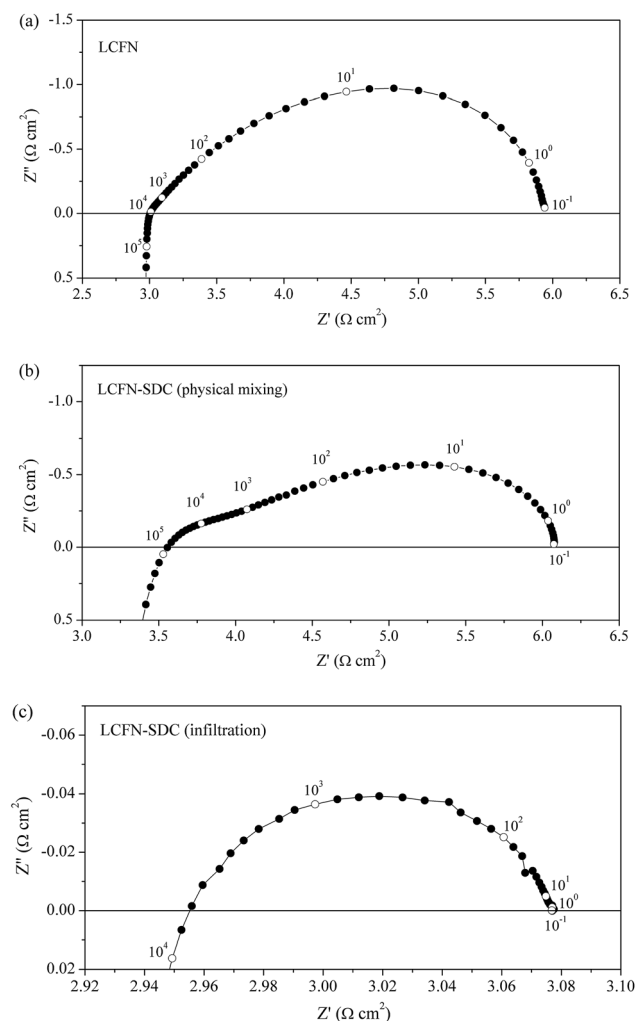 (a)
LCFN
-1.5
-1.0
-0.5
0.0
0.5
Z'' (Ω cm²)
10⁵
10⁴
10³
10²
10¹
10⁰
10⁻¹
2.5 3.0 3.5 4.0 4.5 5.0 5.5 6.0 6.5
Z' (Ω cm²)
(b)
LCFN-SDC (physical mixing)
-1.0
-0.5
0.0
0.5
Z'' (Ω cm²)
10⁵
10⁴
10³
10²
10¹
10⁰
10⁻¹
3.0 3.5 4.0 4.5 5.0 5.5 6.0 6.5
Z' (Ω cm²)
(c)
LCFN-SDC (infiltration)
-0.06
-0.04
-0.02
0.00
0.02
Z'' (Ω cm²)
10⁴
10³
10²
10¹
10⁰
10⁻¹
2.92 2.94 2.96 2.98 3.00 3.02 3.04 3.06 3.08 3.10
Z' (Ω cm²)